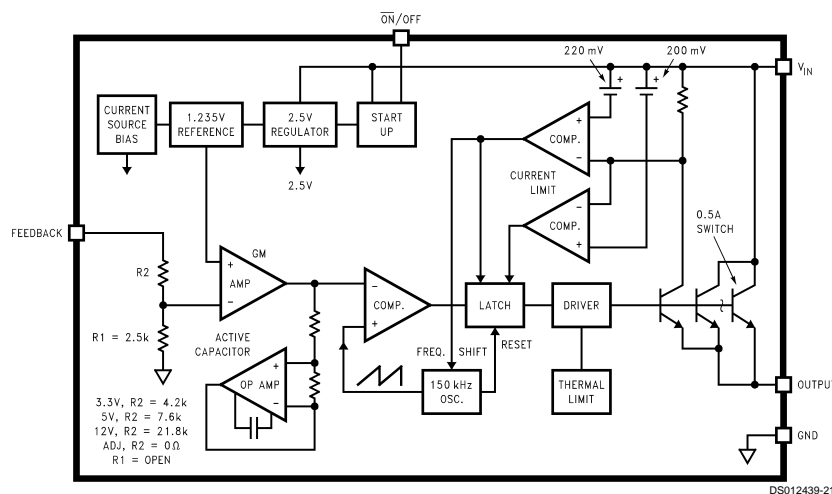 ON/OFF
220 mV
200 mV
VIN
CURRENT
SOURCE
BIAS
1.235V
REFERENCE
2.5V
REGULATOR
START
UP
2.5V
+
+
+
COMP.
−
CURRENT
LIMIT
−
COMP.
+
0.5A
SWITCH
FEEDBACK
R2
R1 = 2.5k
GM
+
AMP
−
−
COMP.
+
LATCH
DRIVER
FREQ. SHIFT
RESET
150 kHz
OSC.
THERMAL
LIMIT
ACTIVE
CAPACITOR
+
OP AMP
−
3.3V, R2 = 4.2k
5V, R2 = 7.6k
12V, R2 = 21.8k
ADJ, R2 = 0Ω
R1 = OPEN
OUTPUT
GND
DS012439-21